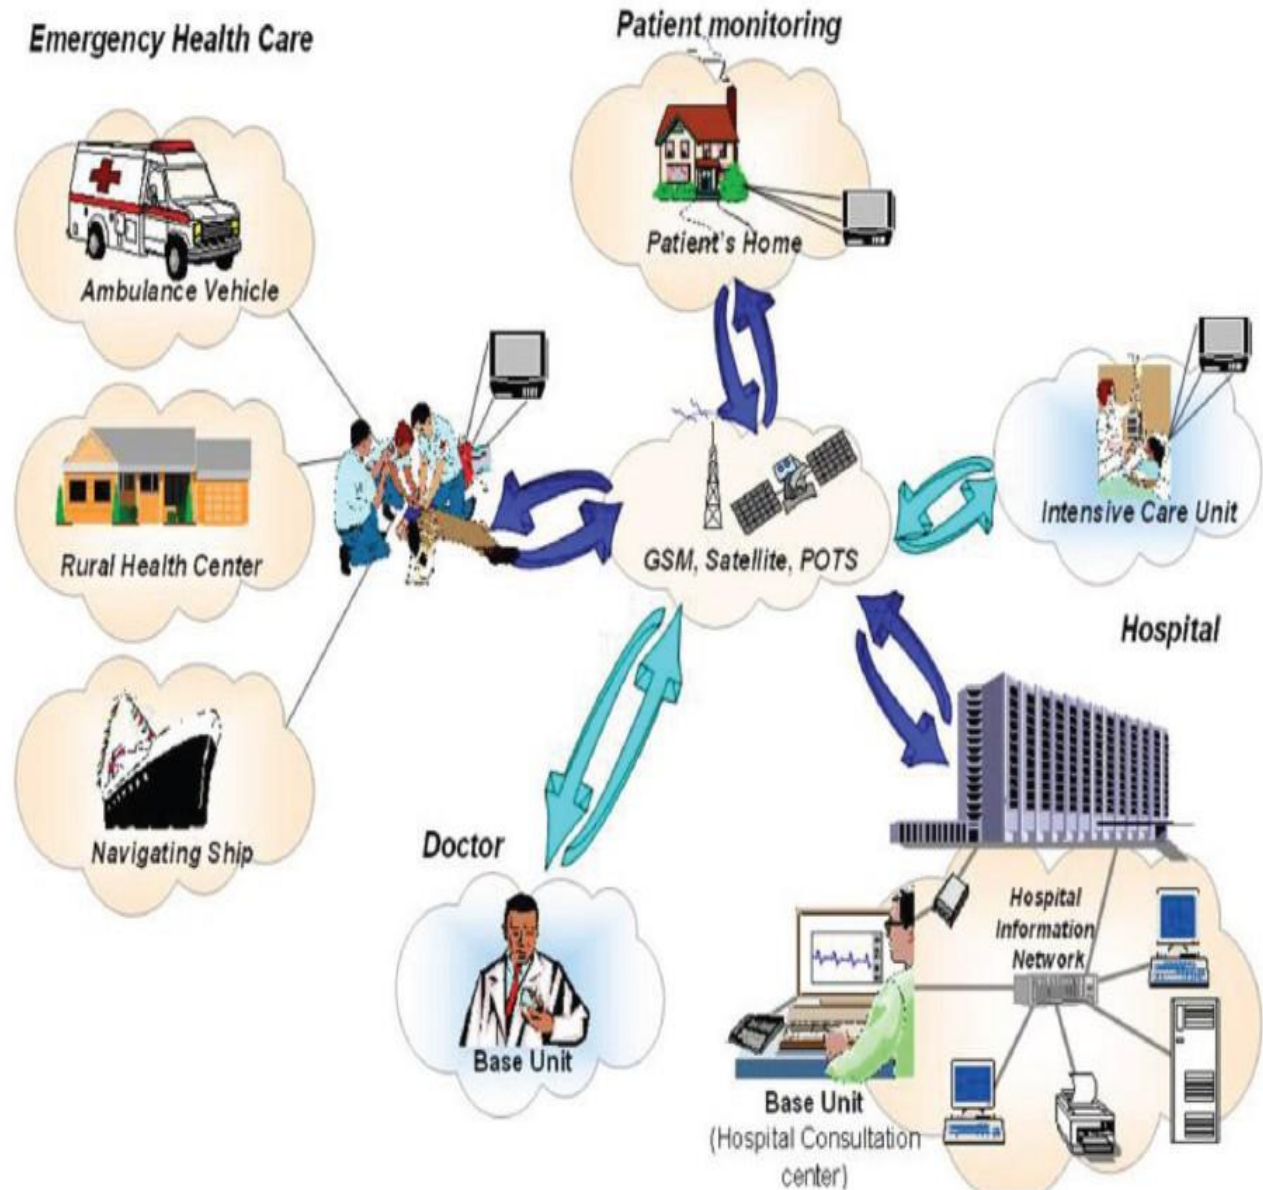 Emergency Health Care
Patient monitoring
Ambulance Vehicle
Patient's Home
Rural Health Center
GSM, Satellite, POTS
Intensive Care Unit
Hospital
Navigating Ship
Doctor
Base Unit
Hospital
Information
Network
Base Unit
(Hospital Consultation
center)